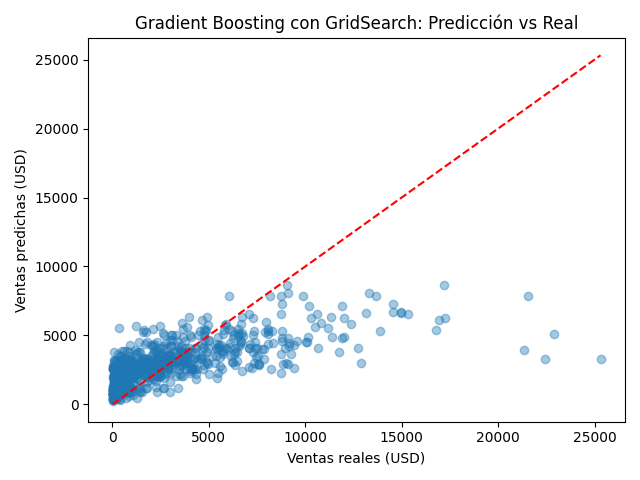 Gradient Boosting con GridSearch: Predicción vs Real
Ventas predichas (USD)
25000
20000
15000
10000
5000
0
0 5000 10000 15000 20000 25000
Ventas reales (USD)